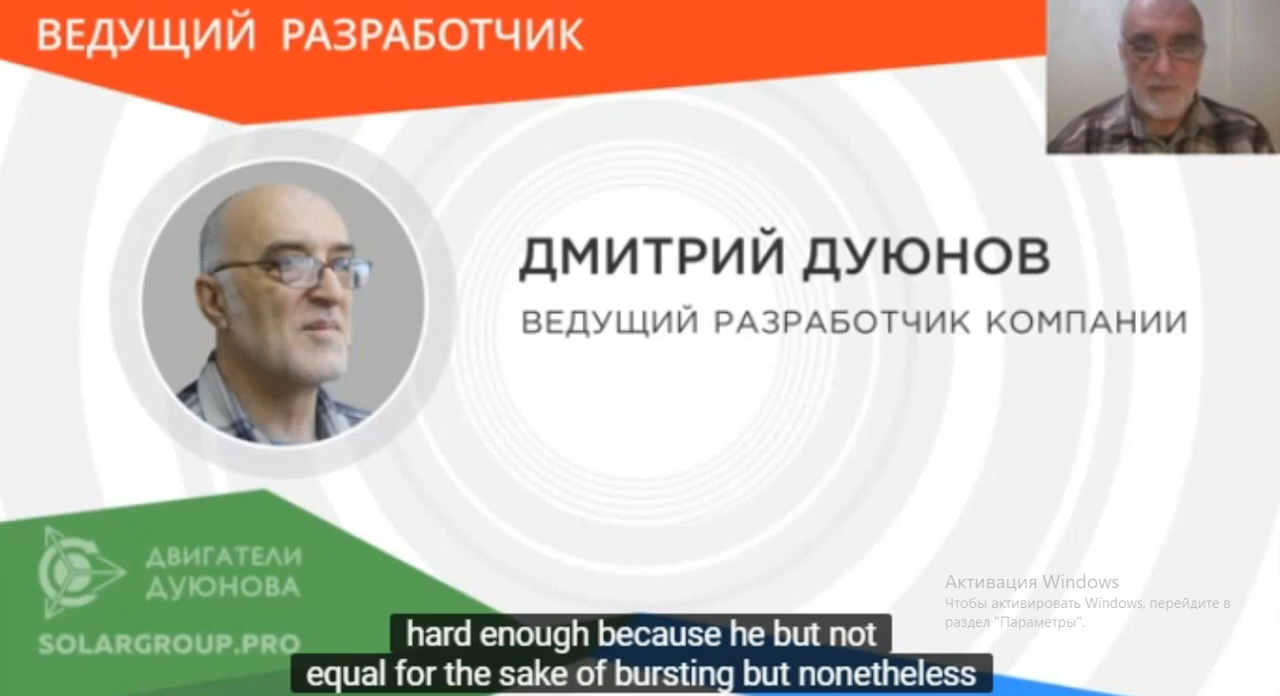 ВЕДУЩИЙ РАЗРАБОТЧИК
ДМИТРИЙ ДУЮНОВ
ВЕДУЩИЙ РАЗРАБОТЧИК КОМПАНИИ
ДВИГАТЕЛИ
ДУЮНОВА
SOLARGROUP.PRO
Активация Windows
Чтобы активировать Windows, перейдите в
раздел "Параметры".
hard enough because he but not
equal for the sake of bursting but nonetheless